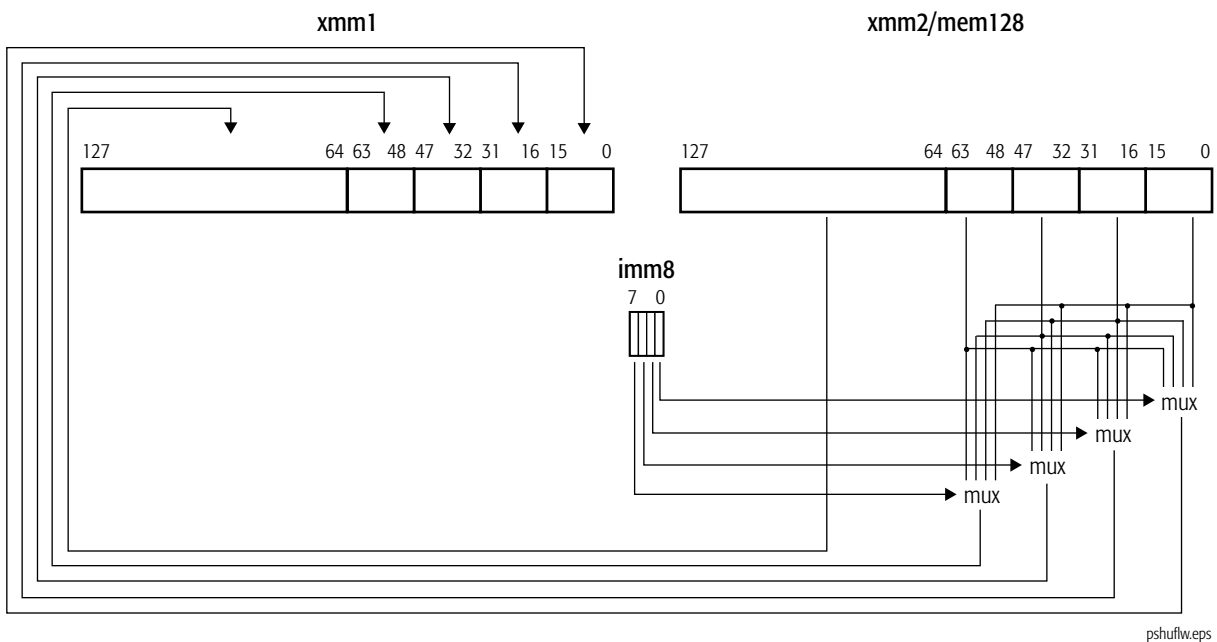 xmm1 xmm2/mem128
127 64 63 48 47 32 31 16 15 0 127 64 63 48 47 32 31 16 15 0
imm8
7 0
mux
mux
mux
mux
pshuflw.eps